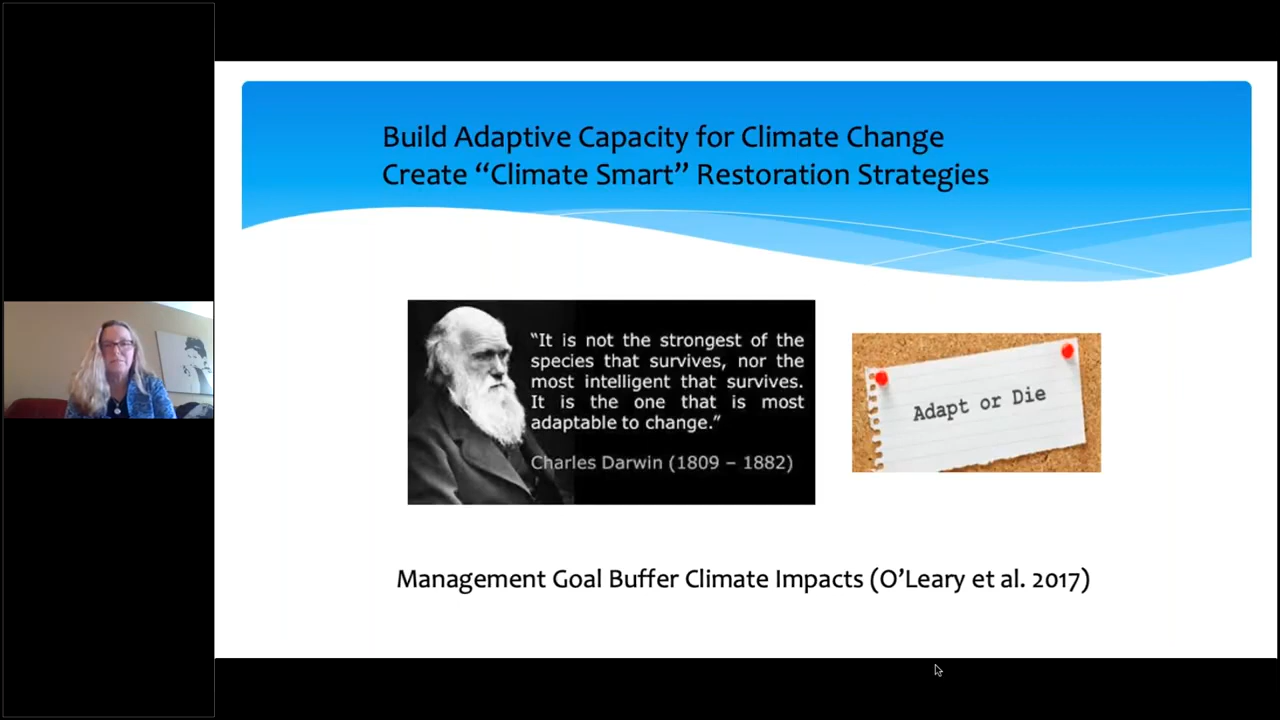 Build Adaptive Capacity for Climate Change
Create “Climate Smart” Restoration Strategies
“It is not the strongest of the
species that survives, nor the
most intelligent that survives.
It is the one that is most
adaptable to change.”
Charles Darwin (1809 – 1882)
Adapt or Die
Management Goal Buffer Climate Impacts (O’Leary et al. 2017)